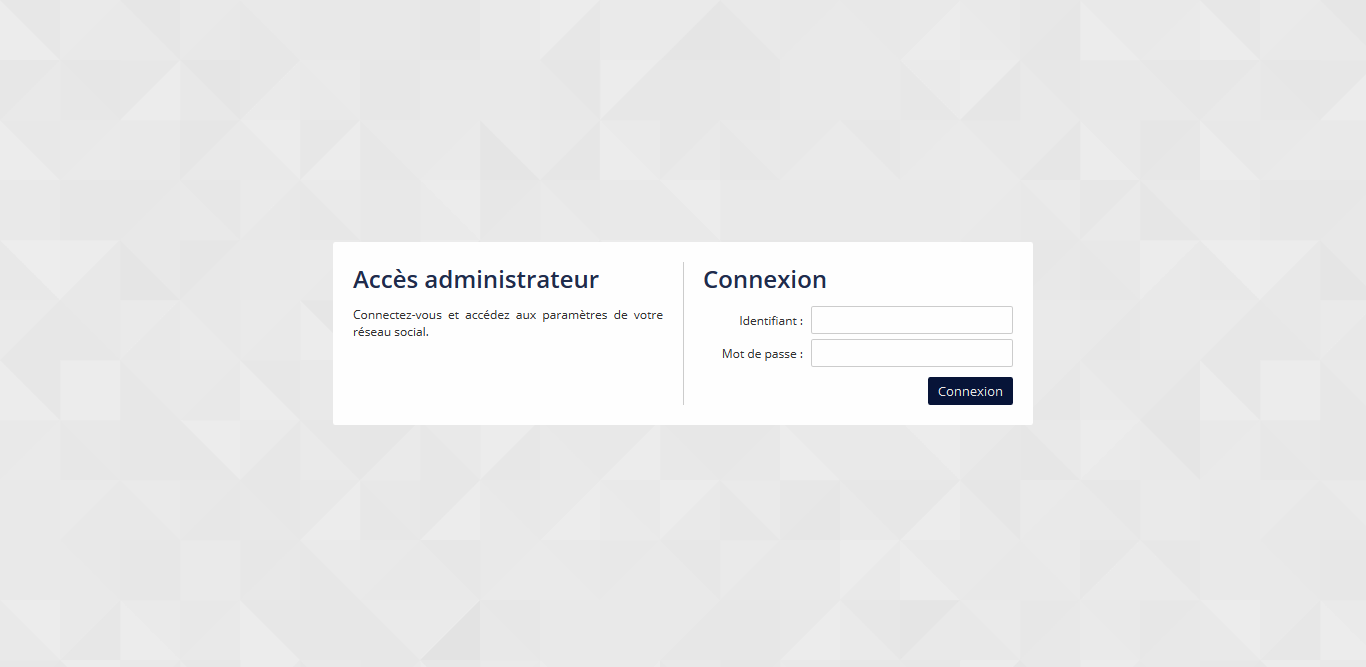 Accès administrateur
Connectez-vous et accédez aux paramètres de votre
réseau social.
Connexion
Identifiant :
Mot de passe :
Connexion